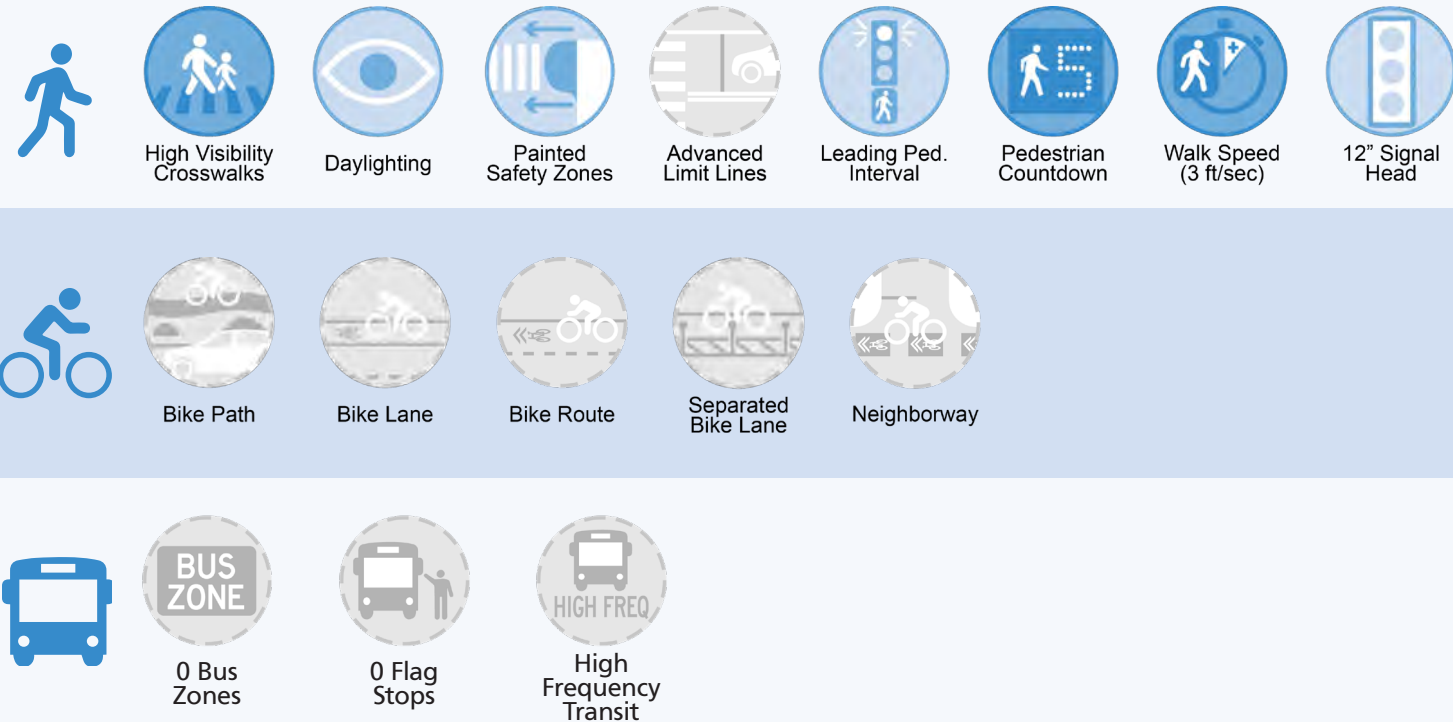 5
High Visibility
Crosswalks
Daylighting
Painted
Safety Zones
Advanced
Limit Lines
Leading Ped.
Interval
Pedestrian
Countdown
Walk Speed
(3 ft/sec)
12” Signal
Head
Bike Path
Bike Lane
Bike Route
Separated
Bike Lane
Neighborway
BUS
ZONE
HIGH FREQ
0 Bus
Zones
0 Flag
Stops
High
Frequency
Transit